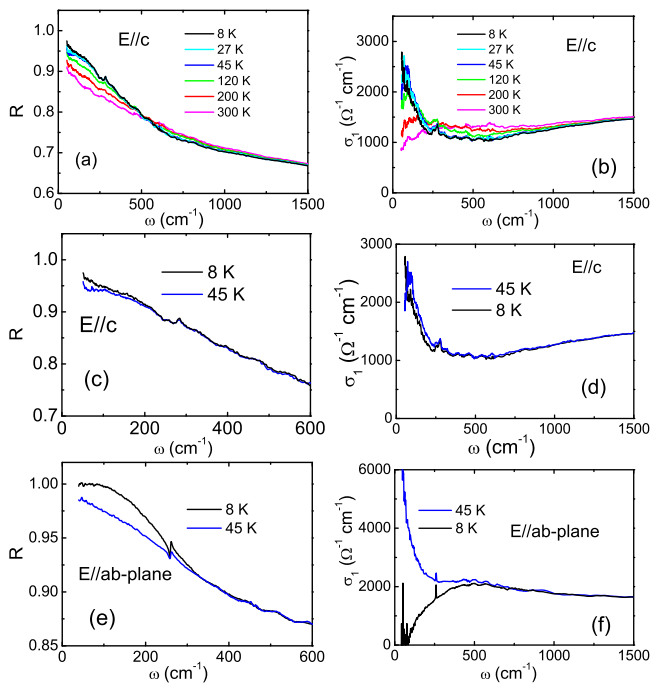 1.0
0.9
0.8
0.7
0.6
R
E//c
8 K
27 K
45 K
120 K
200 K
300 K
(a)
0 500 1000 1500
ω (cm⁻¹)
3000
2000
1000
0
σ₁ (Ω⁻¹ cm⁻¹)
8 K
27 K
45 K
120 K
200 K
300 K
E//c
(b)
0 500 1000 1500
ω (cm⁻¹)
1.0
0.9
0.8
0.7
R
8 K
45 K
E//c
(c)
0 200 400 600
ω (cm⁻¹)
3000
2000
1000
0
σ₁ (Ω⁻¹ cm⁻¹)
E//c
45 K
8 K
(d)
0 500 1000 1500
ω (cm⁻¹)
1.00
0.95
0.90
0.85
R
8 K
45 K
E//ab-plane
(e)
0 200 400 600
ω (cm⁻¹)
6000
4000
2000
0
σ₁ (Ω⁻¹ cm⁻¹)
45 K
8 K
E//ab-plane
(f)
0 500 1000 1500
ω (cm⁻¹)